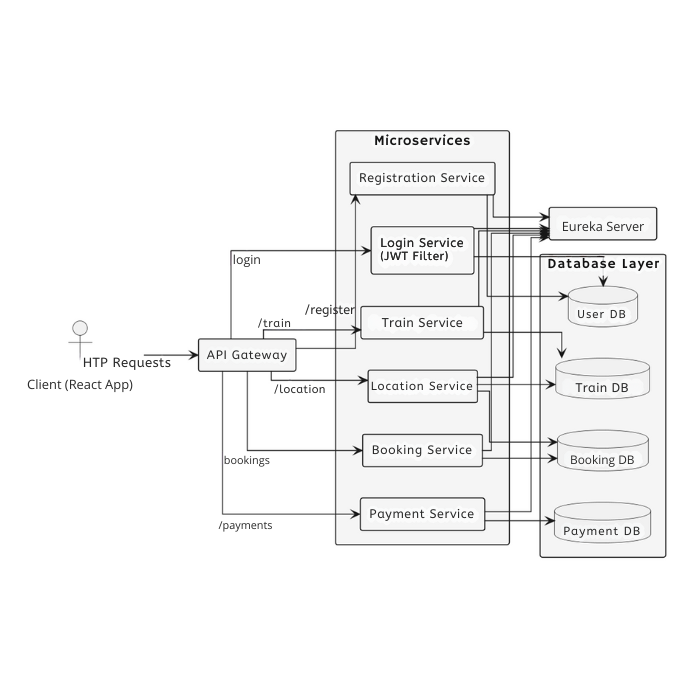 Microservices
Registration Service
Eureka Server
Login Service
(JWT Filter)
login
Database Layer
/register
User DB
/train
Train Service
HTP Requests
API Gateway
Client (React App)
/location
Location Service
Train DB
Booking Service
bookings
Booking DB
Payment Service
/payments
Payment DB